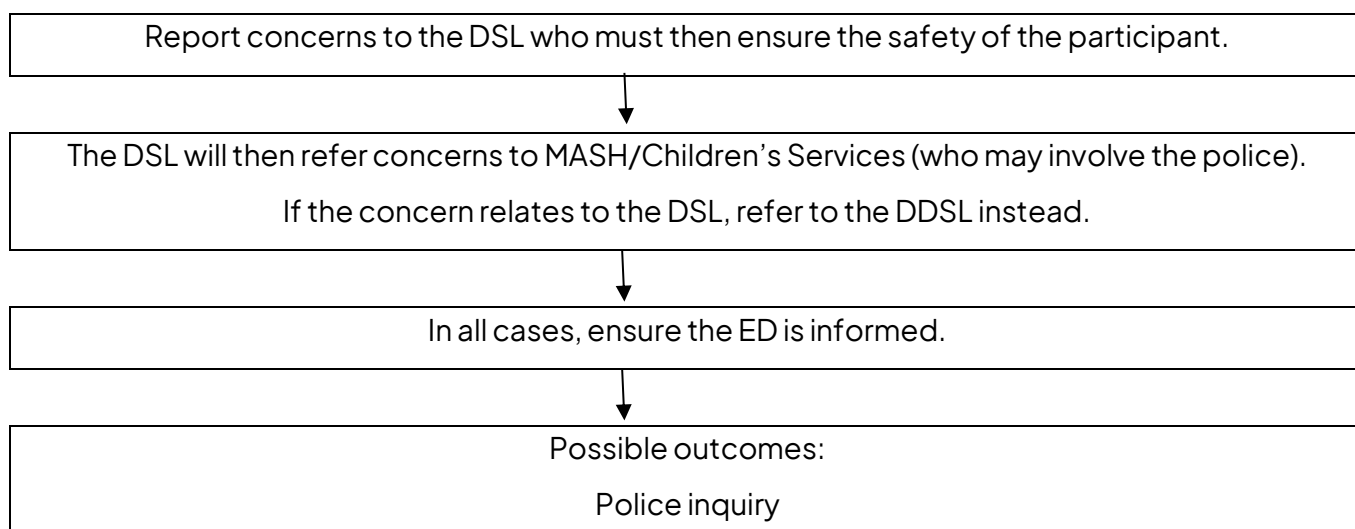 Report concerns to the DSL who must then ensure the safety of the participant.
The DSL will then refer concerns to MASH/Children’s Services (who may involve the police).
If the concern relates to the DSL, refer to the DDSL instead.
In all cases, ensure the ED is informed.
Possible outcomes:
Police inquiry